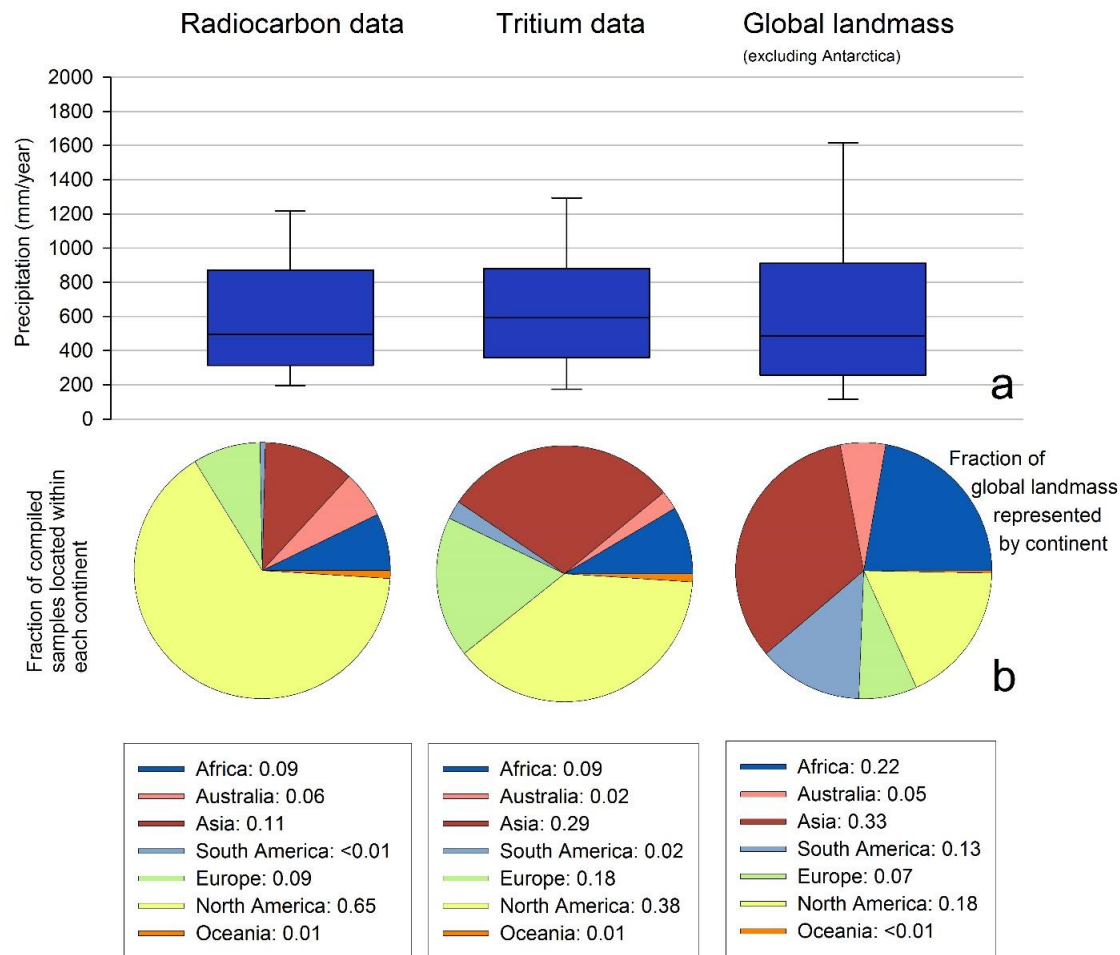 Radiocarbon data
Tritium data
Global landmass
(excluding Antarctica)
Precipitation (mm/year)
2000
1800
1600
1400
1200
1000
800
600
400
200
0
a
Fraction of compiled
samples located within
each continent
Fraction of
global landmass
represented
by continent
b
Africa: 0.09
Australia: 0.06
Asia: 0.11
South America: <0.01
Europe: 0.09
North America: 0.65
Oceania: 0.01
Africa: 0.09
Australia: 0.02
Asia: 0.29
South America: 0.02
Europe: 0.18
North America: 0.38
Oceania: 0.01
Africa: 0.22
Australia: 0.05
Asia: 0.33
South America: 0.13
Europe: 0.07
North America: 0.18
Oceania: <0.01